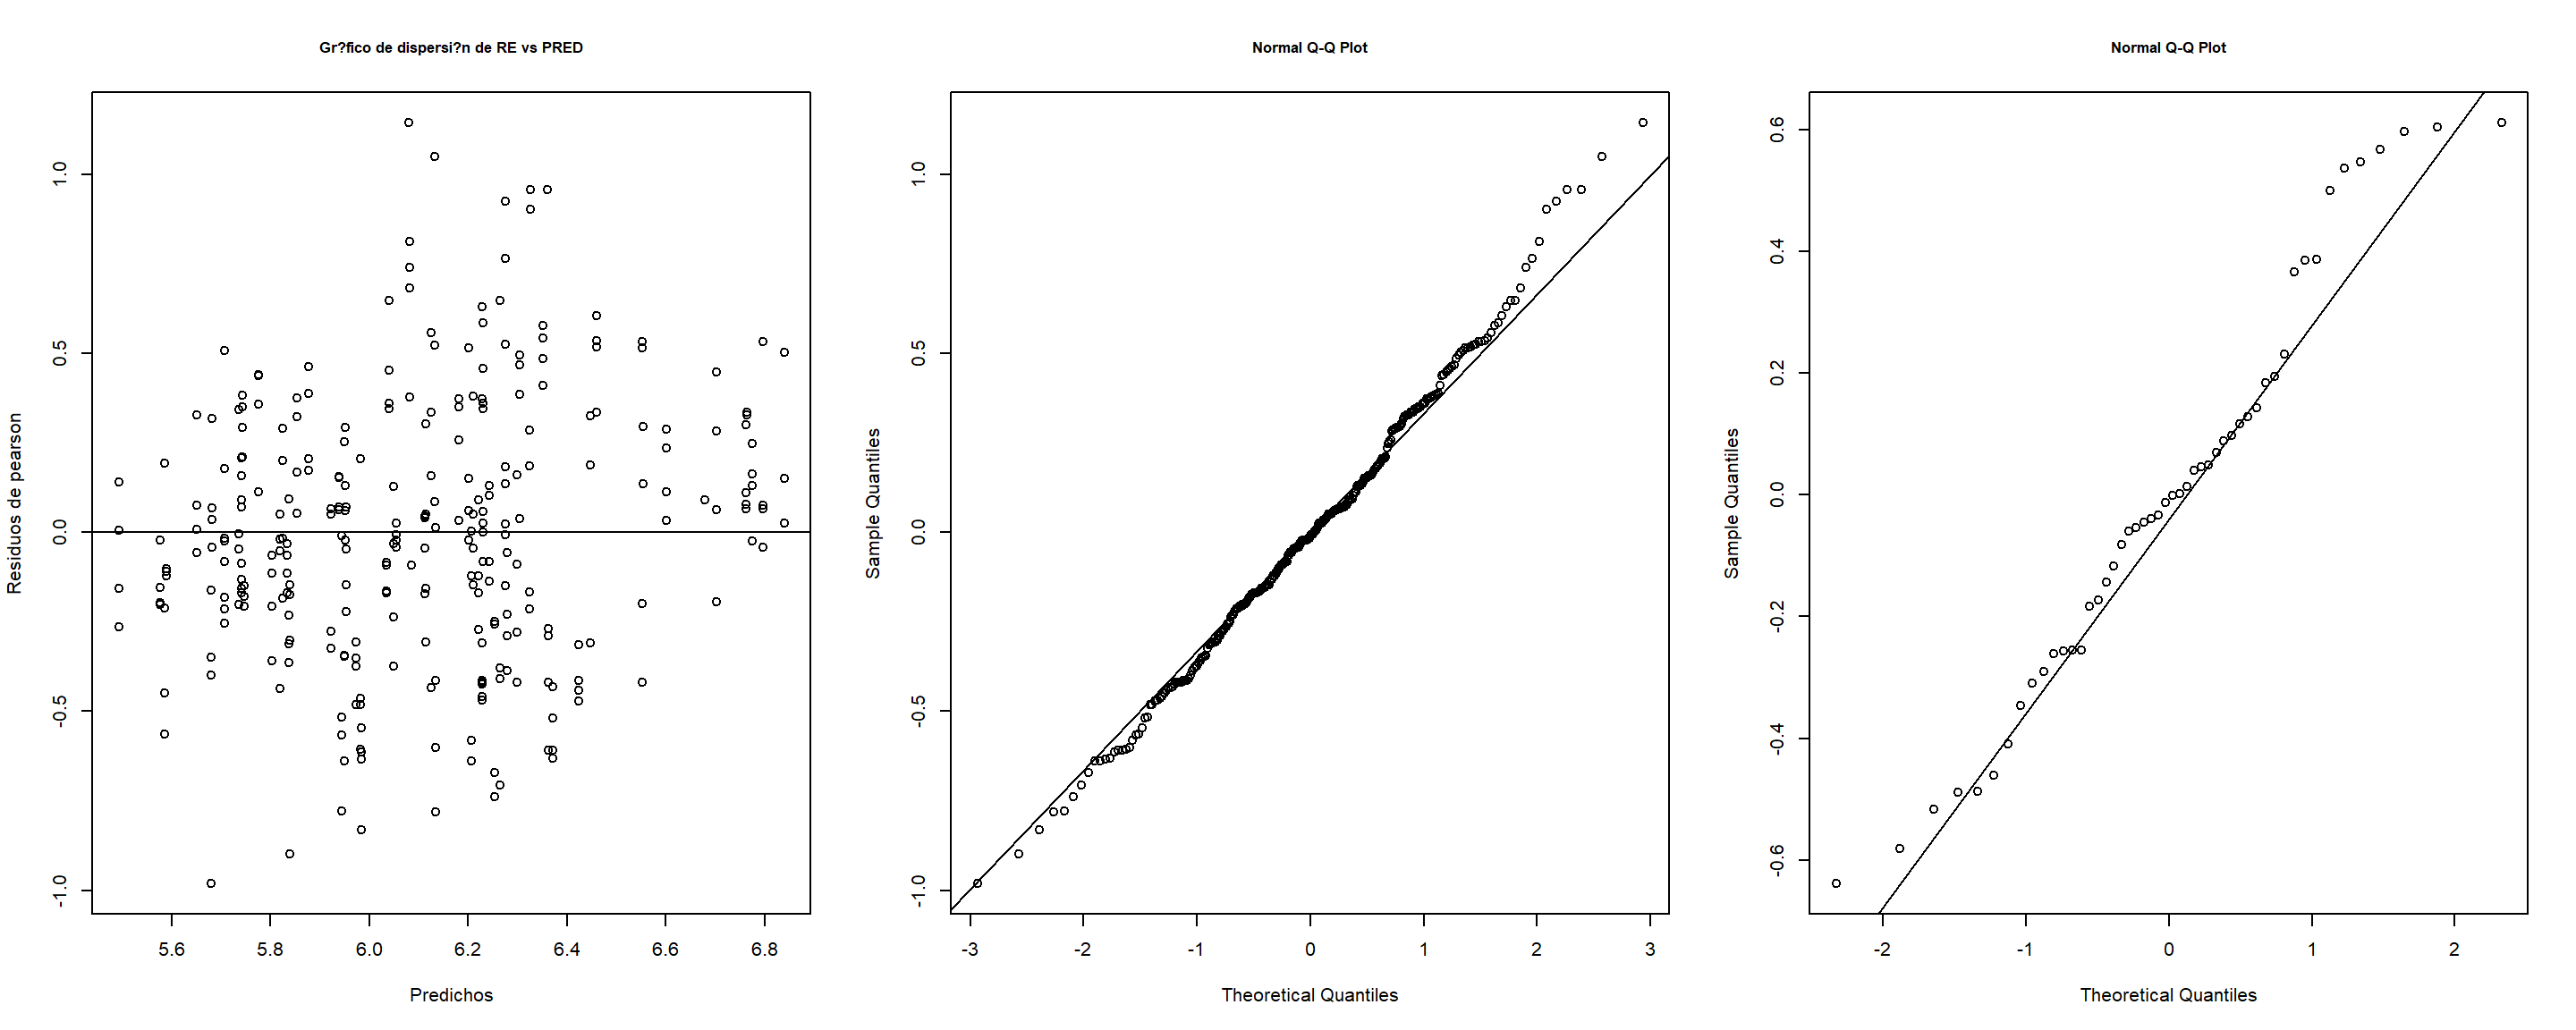 Gr?fico de dispersi?n de RE vs PRED
Residuos de pearson
1.0
0.5
0.0
-0.5
-1.0
5.6 5.8 6.0 6.2 6.4 6.6 6.8
Predichos
Normal Q-Q Plot
Sample Quantiles
1.0
0.5
0.0
-0.5
-1.0
-3 -2 -1 0 1 2 3
Theoretical Quantiles
Normal Q-Q Plot
Sample Quantiles
0.6
0.4
0.2
0.0
-0.2
-0.4
-0.6
-2 -1 0 1 2
Theoretical Quantiles